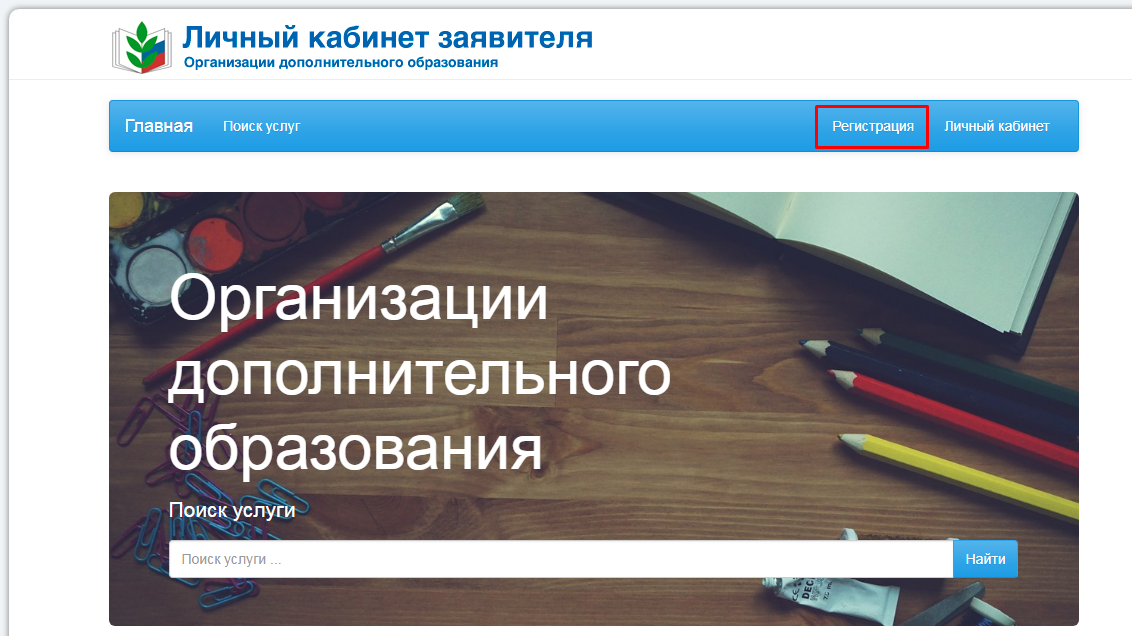 Личный кабинет заявителя
Организации дополнительного образования
Главная Поиск услуг Регистрация Личный кабинет
Организации
дополнительного
образования
Поиск услуги
Поиск услуги ... Найти